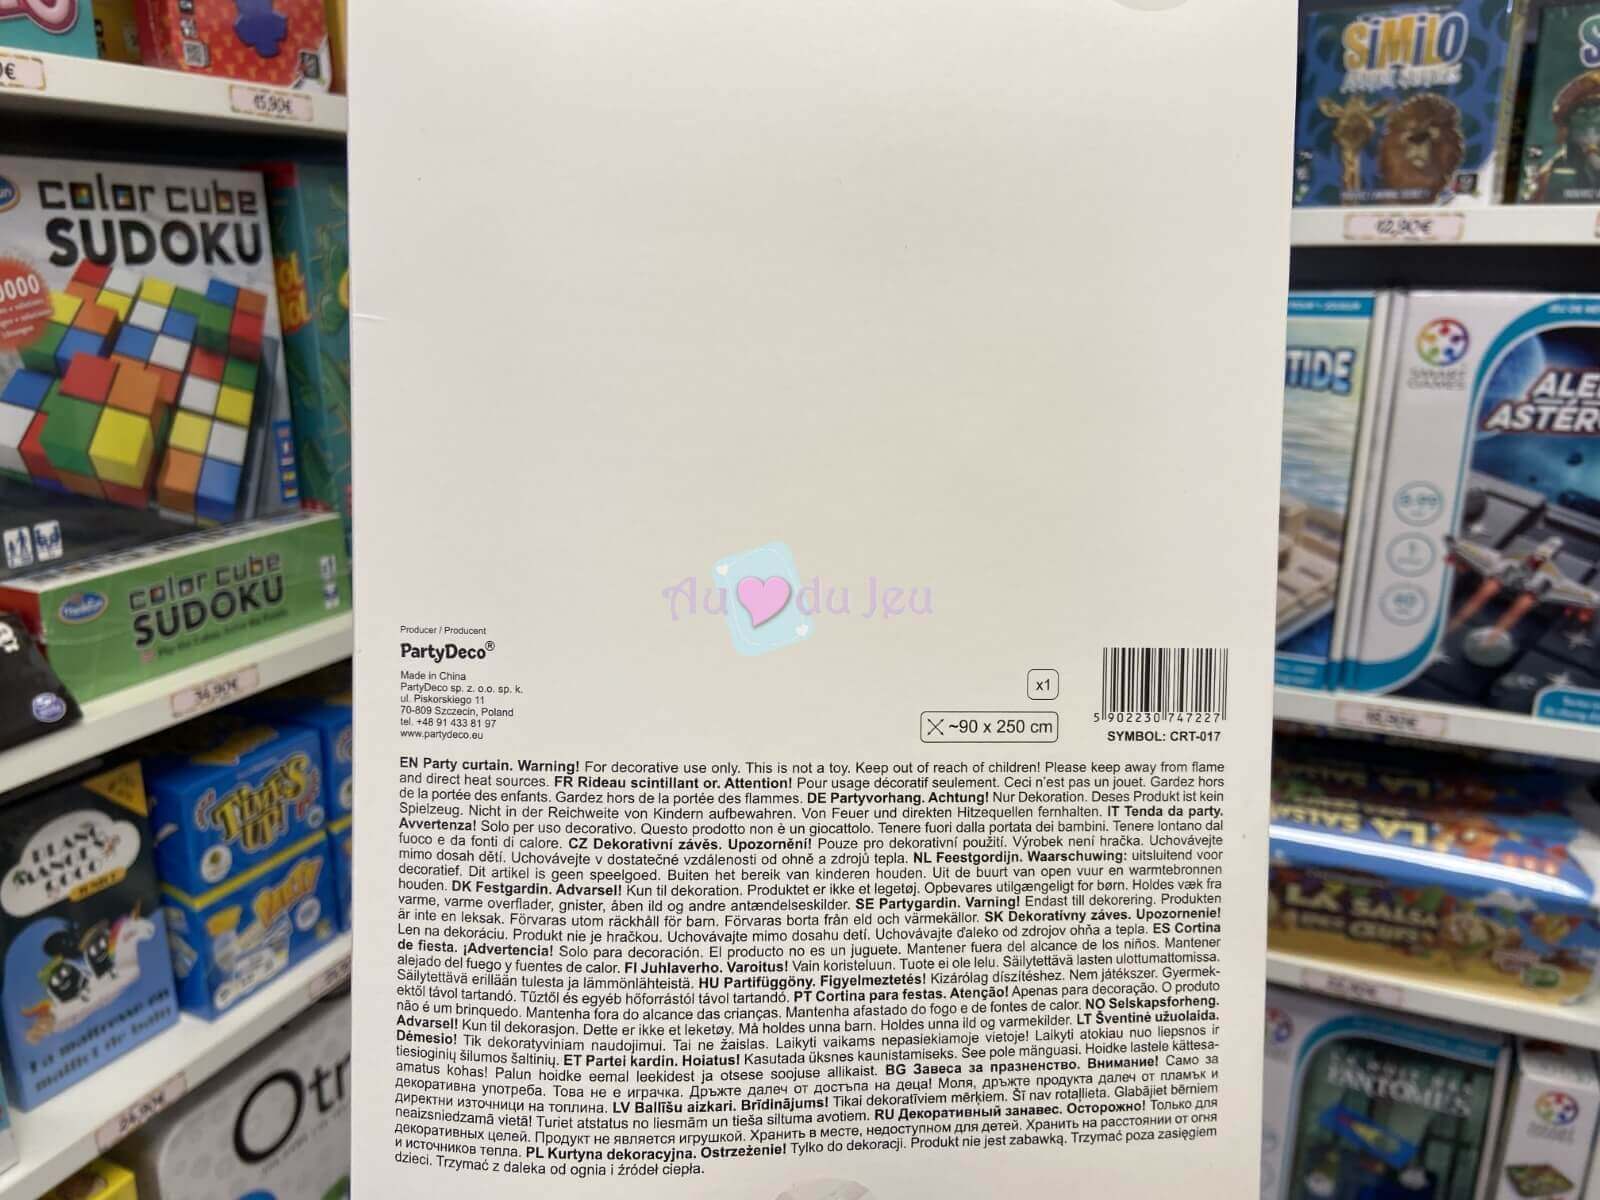 15,90€
color cube
SUDOKU
color cube
SUDOKU
ThinkFun
36,90€
TIME'S
UP!
PARTY
BLANC
MANGER
COCO
La maîtresse du
24,90€
SiMiLO
12,90€
TIDE
SMART
GAMES
ASTÉR
8-99
1
LA SALSA
Au du Jeu
Producer / Producent
PartyDeco®
Made in China
PartyDeco sp. z. o.o. sp. k.
ul. Piskorskiego 11
70-809 Szczecin, Poland
tel. +48 91 433 81 97
www.partydeco.eu
x1
~90 x 250 cm
5 902230 747227
SYMBOL: CRT-017
EN Party curtain. Warning! For decorative use only. This is not a toy. Keep out of reach of children! Please keep away from flame
and direct heat sources. FR Rideau scintillant or. Attention! Pour usage décoratif seulement. Ceci n'est pas un jouet. Gardez hors
de la portée des enfants. Gardez hors de la portée des flammes. DE Partyvorhang. Achtung! Nur Dekoration. Deses Produkt ist kein
Spielzeug. Nicht in der Reichweite von Kindern aufbewahren. Von Feuer und direkten Hitzequellen fernhalten. IT Tenda da party.
Avvertenza! Solo per uso decorativo. Questo prodotto non è un giocattolo. Tenere fuori dalla portata dei bambini. Tenere lontano dal
fuoco e da fonti di calore. CZ Dekorativní závěs. Upozornění! Pouze pro dekorativní použití. Výrobek není hračka. Uchovávejte
mimo dosah dětí. Uchovávejte v dostatečné vzdálenosti od ohně a zdrojů tepla. NL Feestgordijn. Waarschuwing: uitsluitend voor
decoratief. Dit artikel is geen speelgoed. Buiten het bereik van kinderen houden. Uit de buurt van open vuur en warmtebronnen
houden. DK Festgardin. Advarsel! Kun til dekoration. Produktet er ikke et legetøj. Opbevares utilgængeligt for børn. Holdes væk fra
varme, varme overflader, gnister, åben ild og andre antændelseskilder. SE Partygardin. Varning! Endast till dekorering. Produkten
är inte en leksak. Förvaras utom räckhåll för barn. Förvaras borta från eld och värmekällor. SK Dekoratívny záves. Upozornenie!
Len na dekoráciu. Produkt nie je hračkou. Uchovávajte mimo dosahu detí. Uchovávajte ďaleko od zdrojov ohňa a tepla. ES Cortina
de fiesta. ¡Advertencia! Solo para decoración. El producto no es un juguete. Mantener fuera del alcance de los niños. Mantener
alejado del fuego y fuentes de calor. FI Juhlaverho. Varoitus! Vain koristeluun. Tuote ei ole lelu. Säilytettävä lasten ulottumattomissa.
Säilytettävä erillään tulesta ja lämmönlähteistä. HU Partifüggöny. Figyelmeztetés! Kizárólag díszítéshez. Nem játékszer. Gyermek-
ektől távol tartandó. Tűztől és egyéb hőforrástól távol tartandó. PT Cortina para festas. Atenção! Apenas para decoração. O produto
não é um brinquedo. Mantenha fora do alcance das crianças. Mantenha afastado do fogo e de fontes de calor. NO Selskapsforheng.
Advarsel! Kun til dekorasjon. Dette er ikke et leketøy. Må holdes unna barn. Holdes unna ild og varmekilder. LT Šventinė užuolaida.
Dėmesio! Tik dekoratyviniam naudojimui. Tai ne žaislas. Laikyti vaikams nepasiekiamoje vietoje! Laikyti atokiau nuo liepsnos ir
tiesioginių šilumos šaltinių. ET Partei kardin. Hoiatus! Kasutada üksnes kaunistamiseks. See pole mänguasi. Hoidke lastele kättesa-
amatus kohas! Palun hoidke eemal leekidest ja otsese soojuse allikaist. BG Завеса за празненство. Внимание! Само за
декоративна употреба. Това не е играчка. Дръжте далеч от достъпа на деца! Моля, дръжте продукта далеч от пламък и
директни източници на топлина. LV Ballīšu aizkari. Brīdinājums! Tikai dekoratīviem mērķiem. Šī nav rotaļlieta. Glabājiet bērniem
neaizsniedzamā vietā! Turiet atstatus no liesmām un tieša siltuma avotiem. RU Декоративный занавес. Осторожно! Только для
декоративных целей. Продукт не является игрушкой. Хранить в месте, недоступном для детей. Хранить на расстоянии от огня
и источников тепла. PL Kurtyna dekoracyjna. Ostrzeżenie! Tylko do dekoracji. Produkt nie jest zabawką. Trzymać poza zasięgiem
dzieci. Trzymać z daleka od ognia i źródeł ciepła.